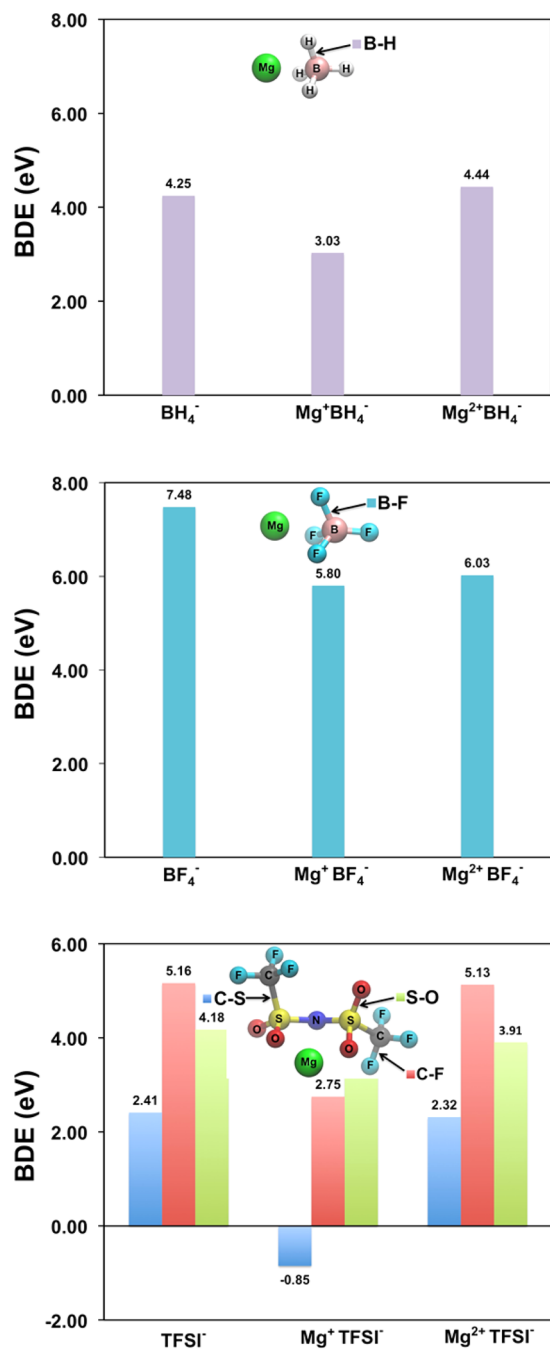 8.00
6.00
4.00
2.00
0.00
BDE (eV)
B-H
Mg
H
B
H
H
H
4.25
3.03
4.44
BH₄⁻
Mg⁺BH₄⁻
Mg²⁺BH₄⁻
8.00
6.00
4.00
2.00
0.00
BDE (eV)
B-F
Mg
F
B
F
F
F
7.48
5.80
6.03
BF₄⁻
Mg⁺ BF₄⁻
Mg²⁺ BF₄⁻
6.00
4.00
2.00
0.00
-2.00
BDE (eV)
F
F
F
C
C-S
S-O
C-F
O
O
S
N
S
O
O
C
F
F
F
Mg
2.41
5.16
4.18
-0.85
2.75
2.32
5.13
3.91
TFSI⁻
Mg⁺ TFSI⁻
Mg²⁺ TFSI⁻